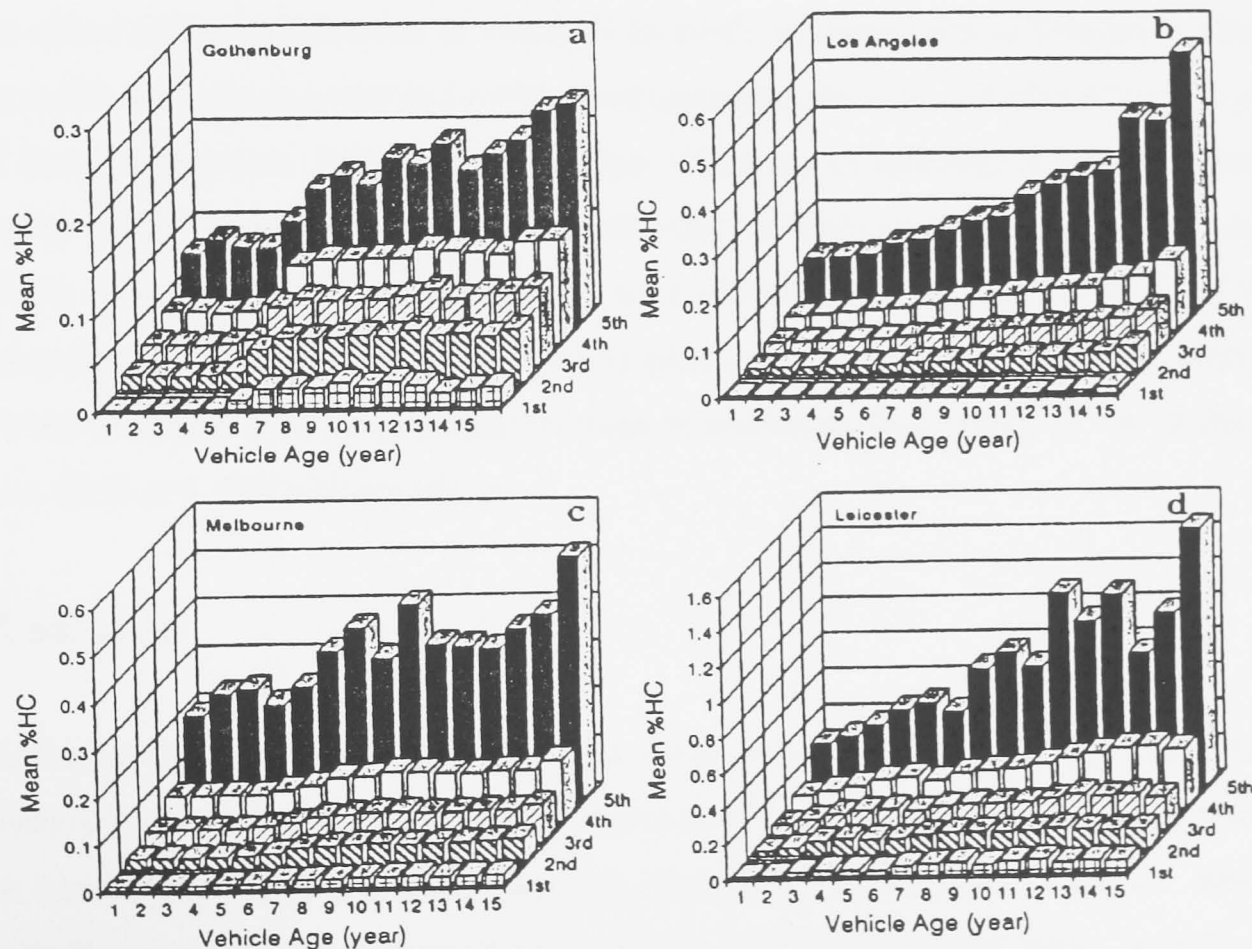 a
Gothenburg
0.3
0.2
0.1
0
Mean %HC
5th
4th
3rd
2nd
1st
1 2 3 4 5 6 7 8 9 10 11 12 13 14 15
Vehicle Age (year)
b
Los Angeles
0.6
0.5
0.4
0.3
0.2
0.1
0
Mean %HC
5th
4th
3rd
2nd
1st
1 2 3 4 5 6 7 8 9 10 11 12 13 14 15
Vehicle Age (year)
c
Melbourne
0.6
0.5
0.4
0.3
0.2
0.1
0
Mean %HC
5th
4th
3rd
2nd
1st
1 2 3 4 5 6 7 8 9 10 11 12 13 14 15
Vehicle Age (year)
d
Leicester
1.6
1.4
1.2
1
0.8
0.6
0.4
0.2
0
Mean %HC
5th
4th
3rd
2nd
1st
1 2 3 4 5 6 7 8 9 10 11 12 13 14 15
Vehicle Age (year)